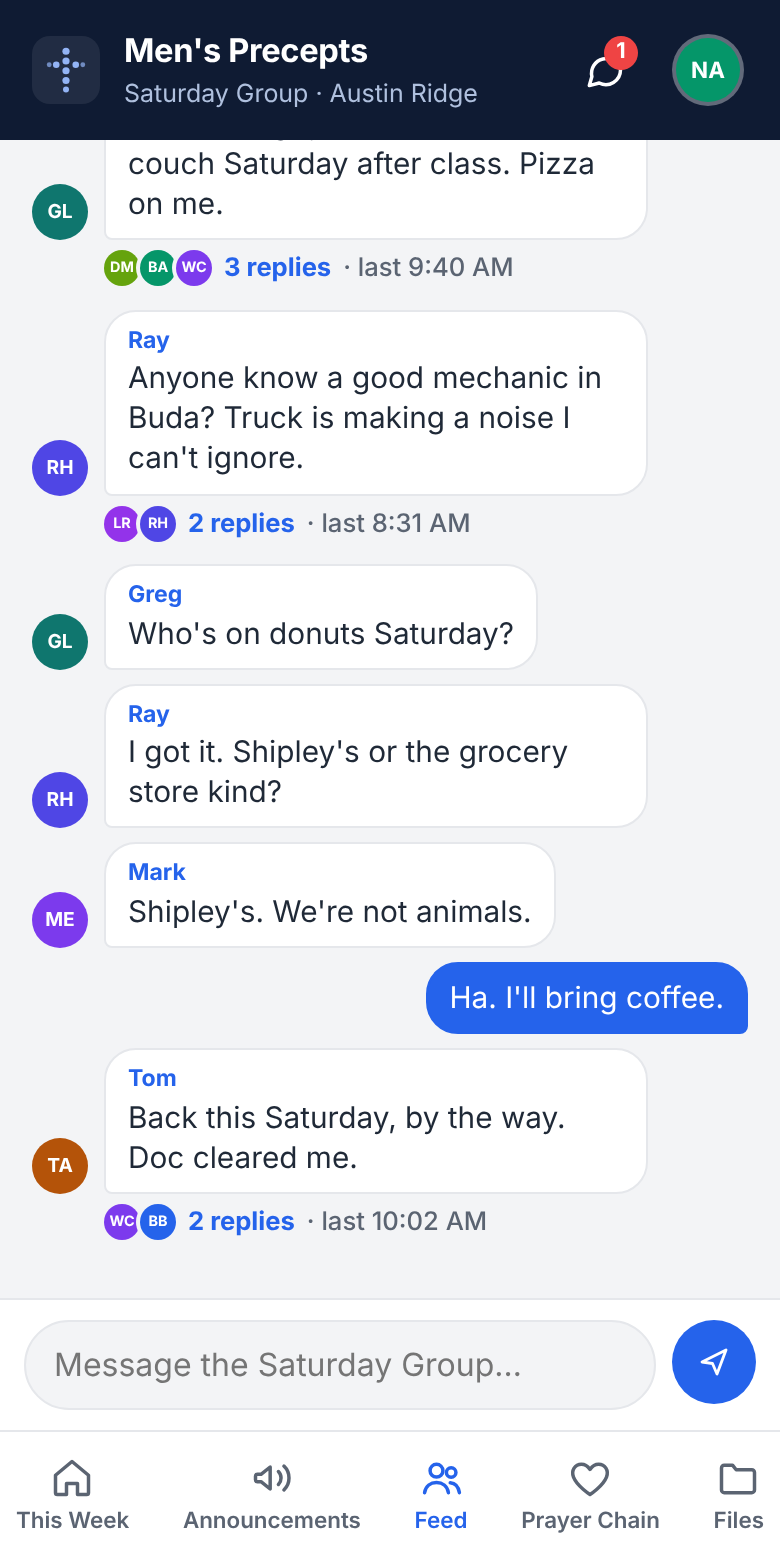 Men's Precepts
Saturday Group · Austin Ridge
1
NA
couch Saturday after class. Pizza
on me.
GL
DM BA WC 3 replies · last 9:40 AM
Ray
Anyone know a good mechanic in
Buda? Truck is making a noise I
can't ignore.
RH
LR RH 2 replies · last 8:31 AM
Greg
Who's on donuts Saturday?
GL
Ray
I got it. Shipley's or the grocery
store kind?
RH
Mark
Shipley's. We're not animals.
ME
Ha. I'll bring coffee.
Tom
Back this Saturday, by the way.
Doc cleared me.
TA
WC BB 2 replies · last 10:02 AM
Message the Saturday Group...
This Week Announcements Feed Prayer Chain Files